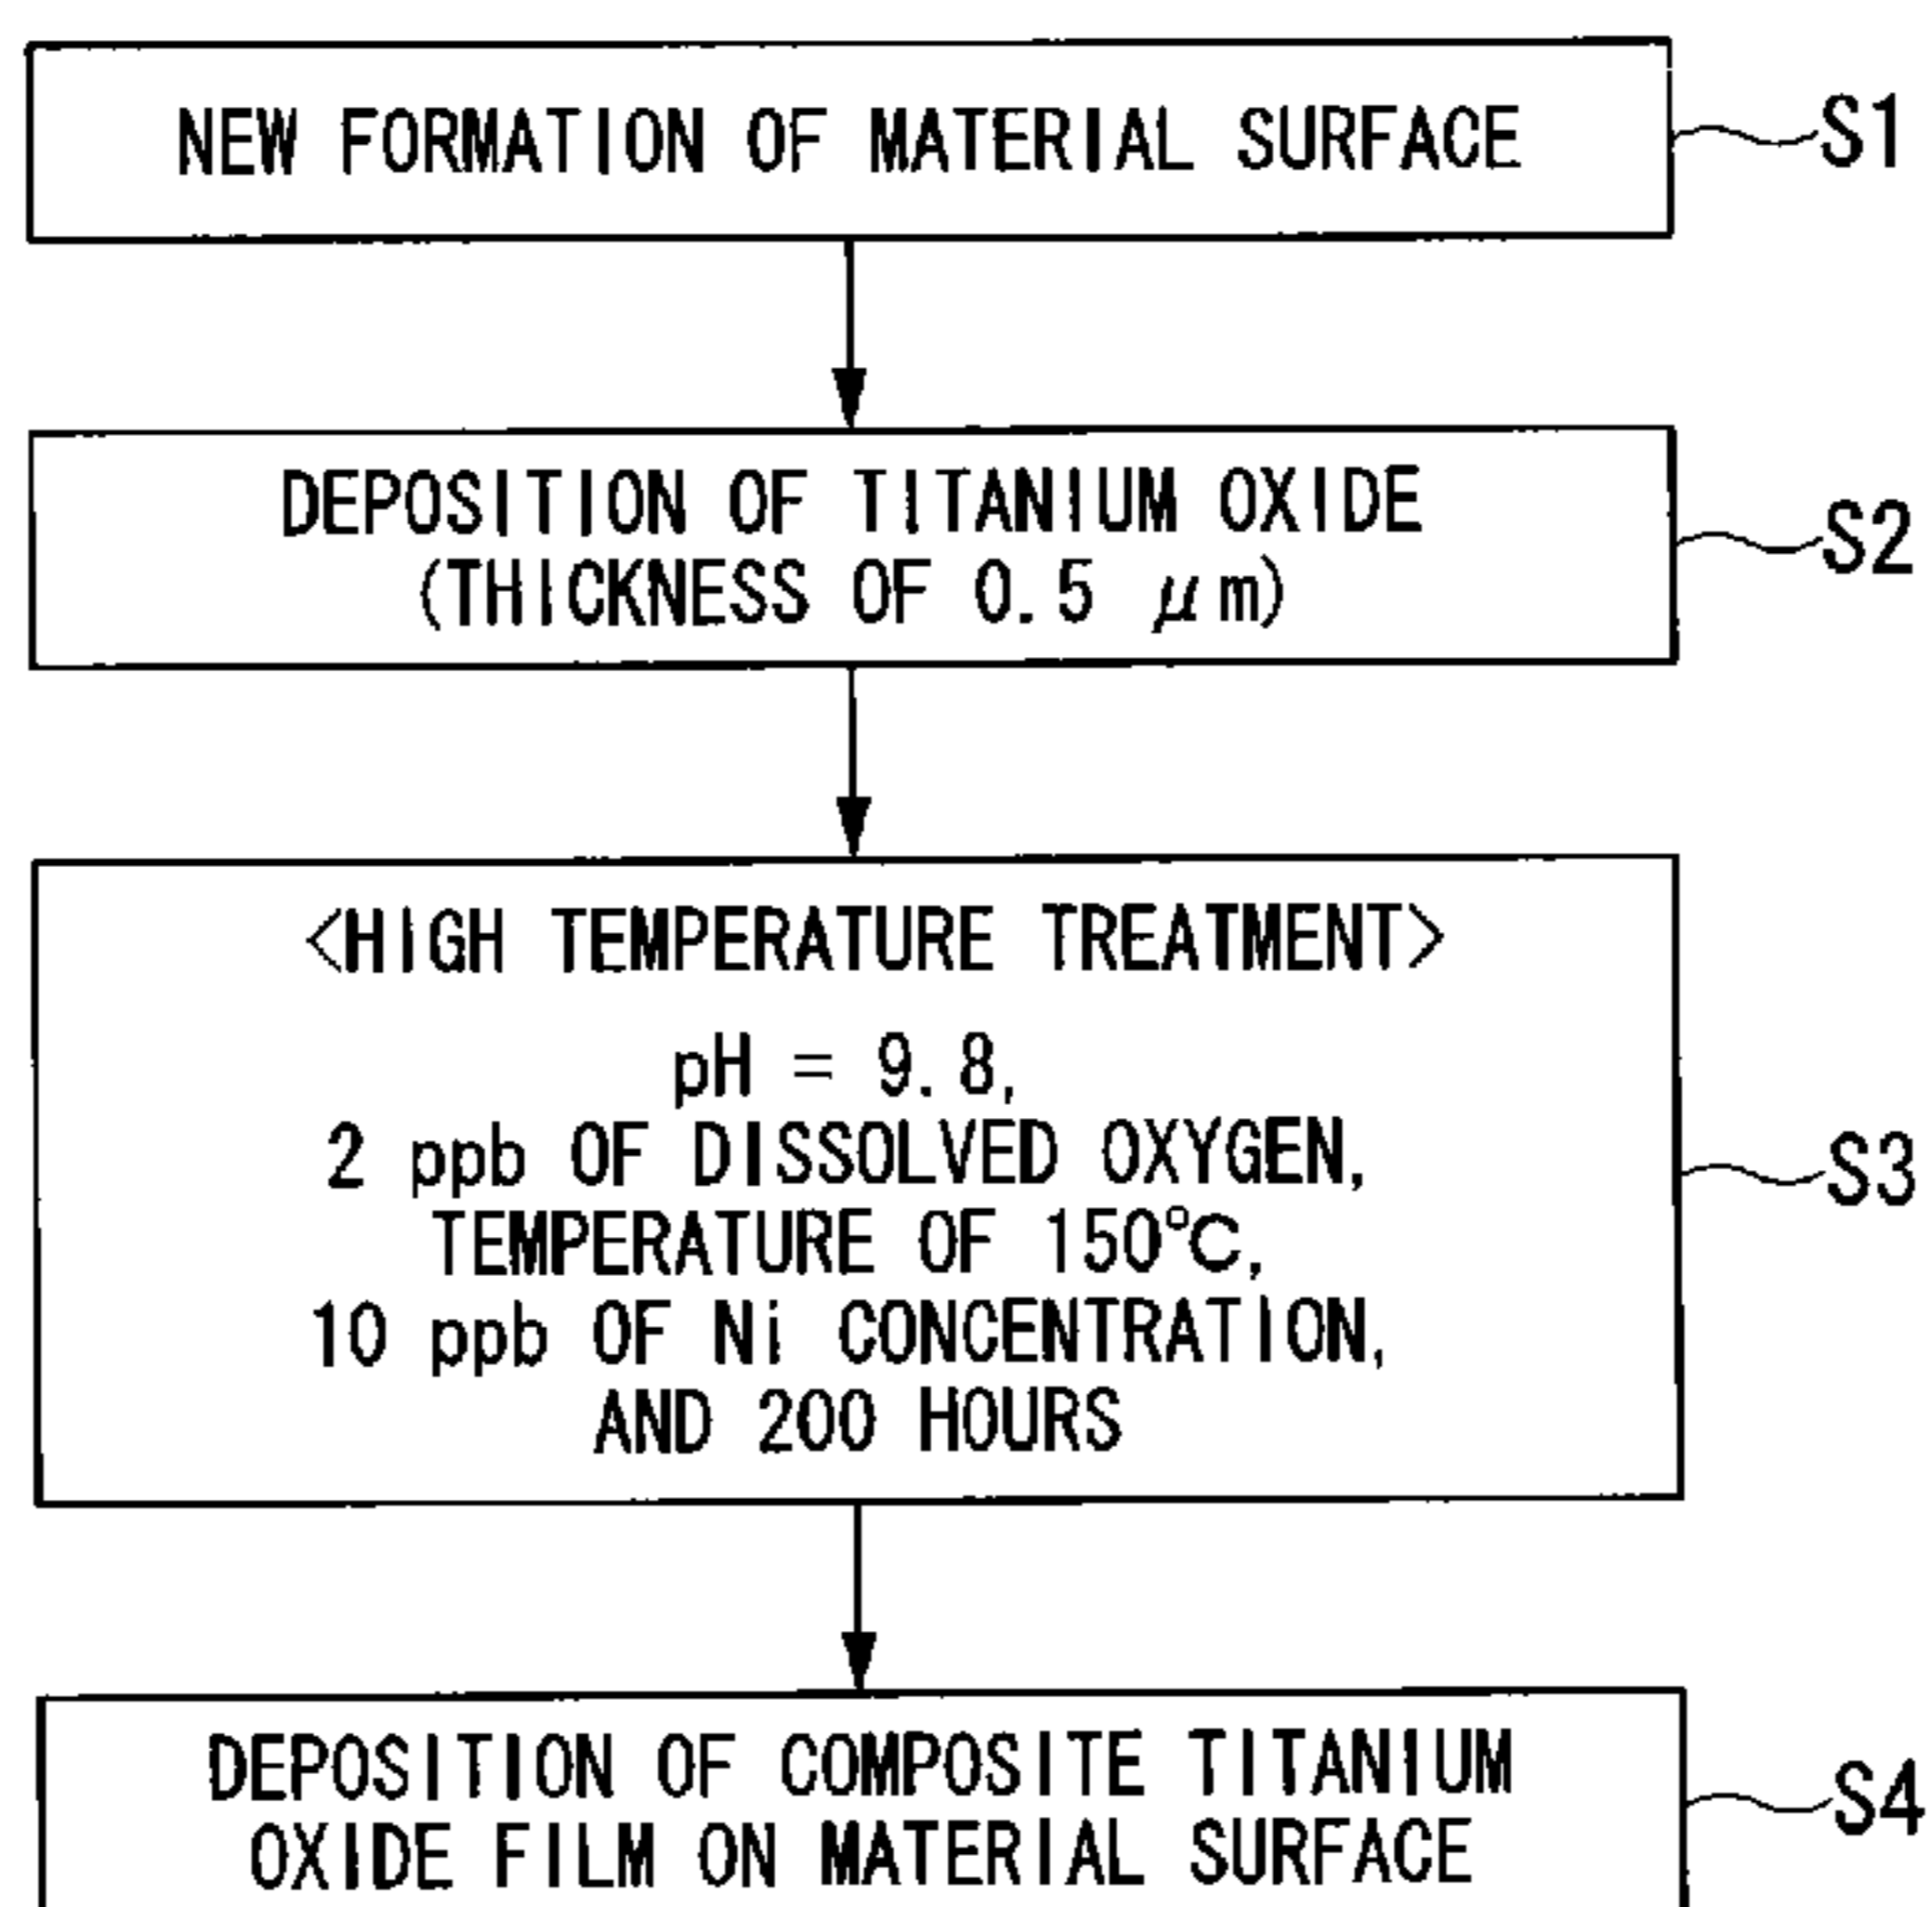 NEW FORMATION OF MATERIAL SURFACE
S1
DEPOSITION OF TITANIUM OXIDE
(THICKNESS OF 0.5 μm)
S2
<HIGH TEMPERATURE TREATMENT>
pH = 9.8,
2 ppb OF DISSOLVED OXYGEN,
TEMPERATURE OF 150℃,
10 ppb OF Ni CONCENTRATION,
AND 200 HOURS
S3
DEPOSITION OF COMPOSITE TITANIUM
OXIDE FILM ON MATERIAL SURFACE
S4